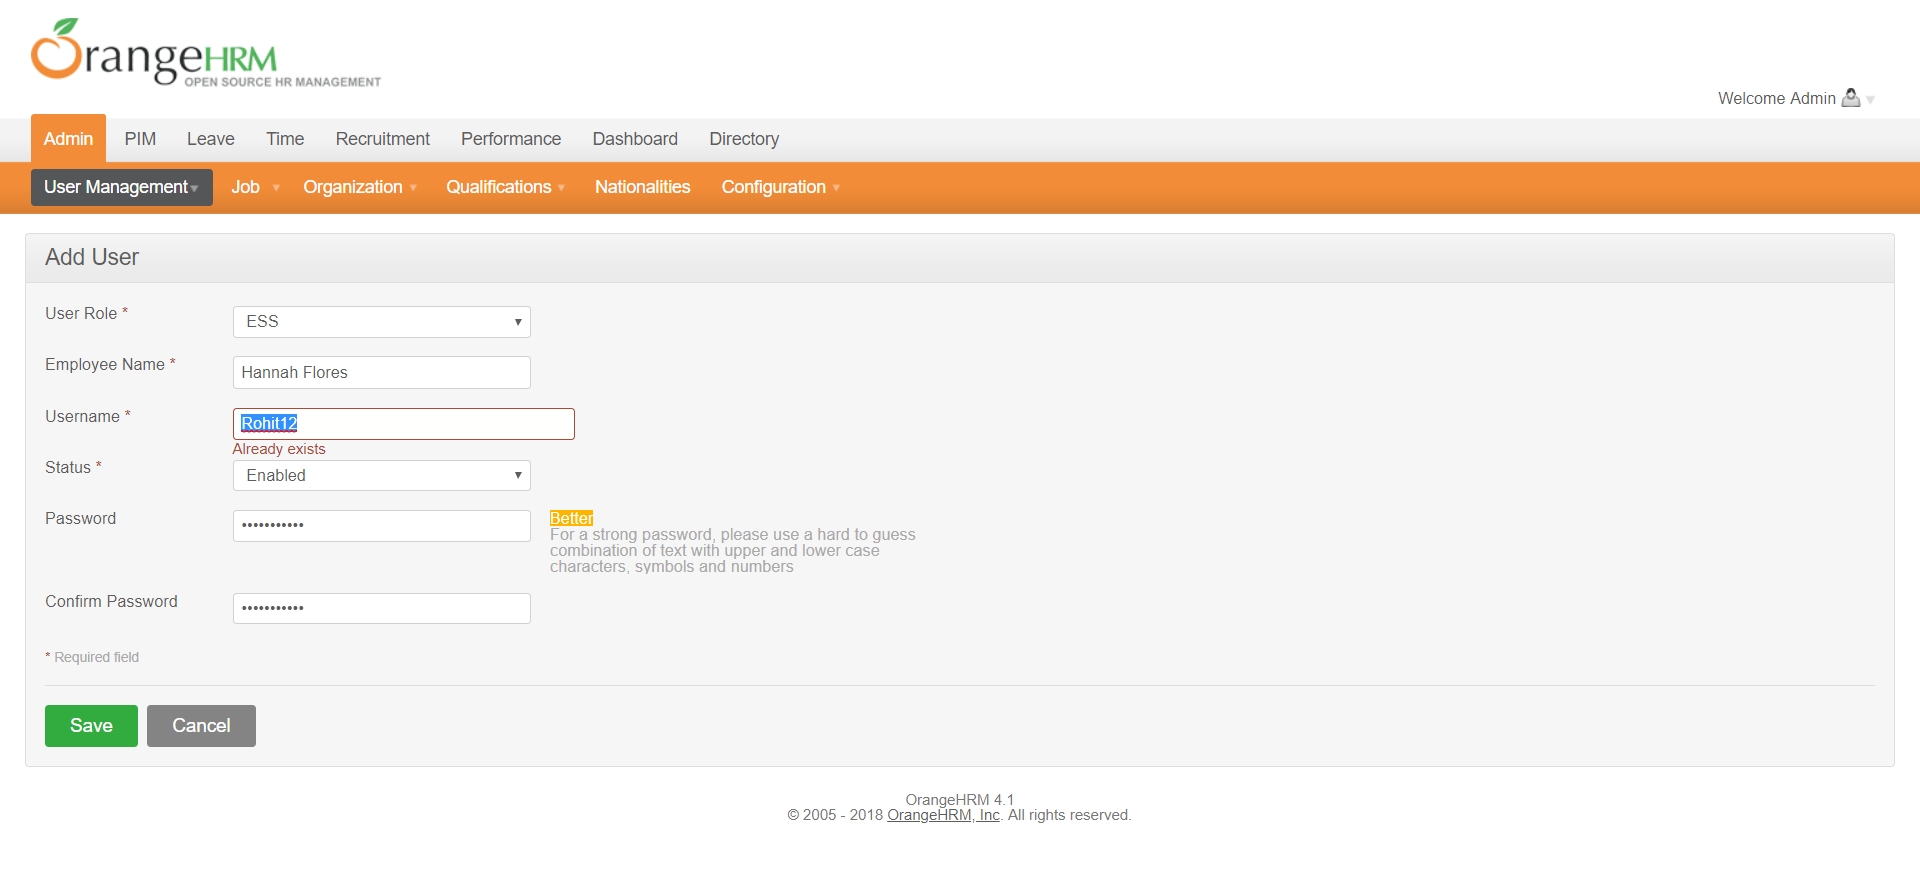 OrangeHRM
OPEN SOURCE HR MANAGEMENT
Welcome Admin
Admin PIM Leave Time Recruitment Performance Dashboard Directory
User Management Job Organization Qualifications Nationalities Configuration
Add User
User Role * ESS
Employee Name * Hannah Flores
Username * Rohit12
Already exists
Status * Enabled
Password ••••••••••• Better
For a strong password, please use a hard to guess
combination of text with upper and lower case
characters, symbols and numbers
Confirm Password •••••••••••
* Required field
Save Cancel
OrangeHRM 4.1
© 2005 - 2018 OrangeHRM, Inc. All rights reserved.